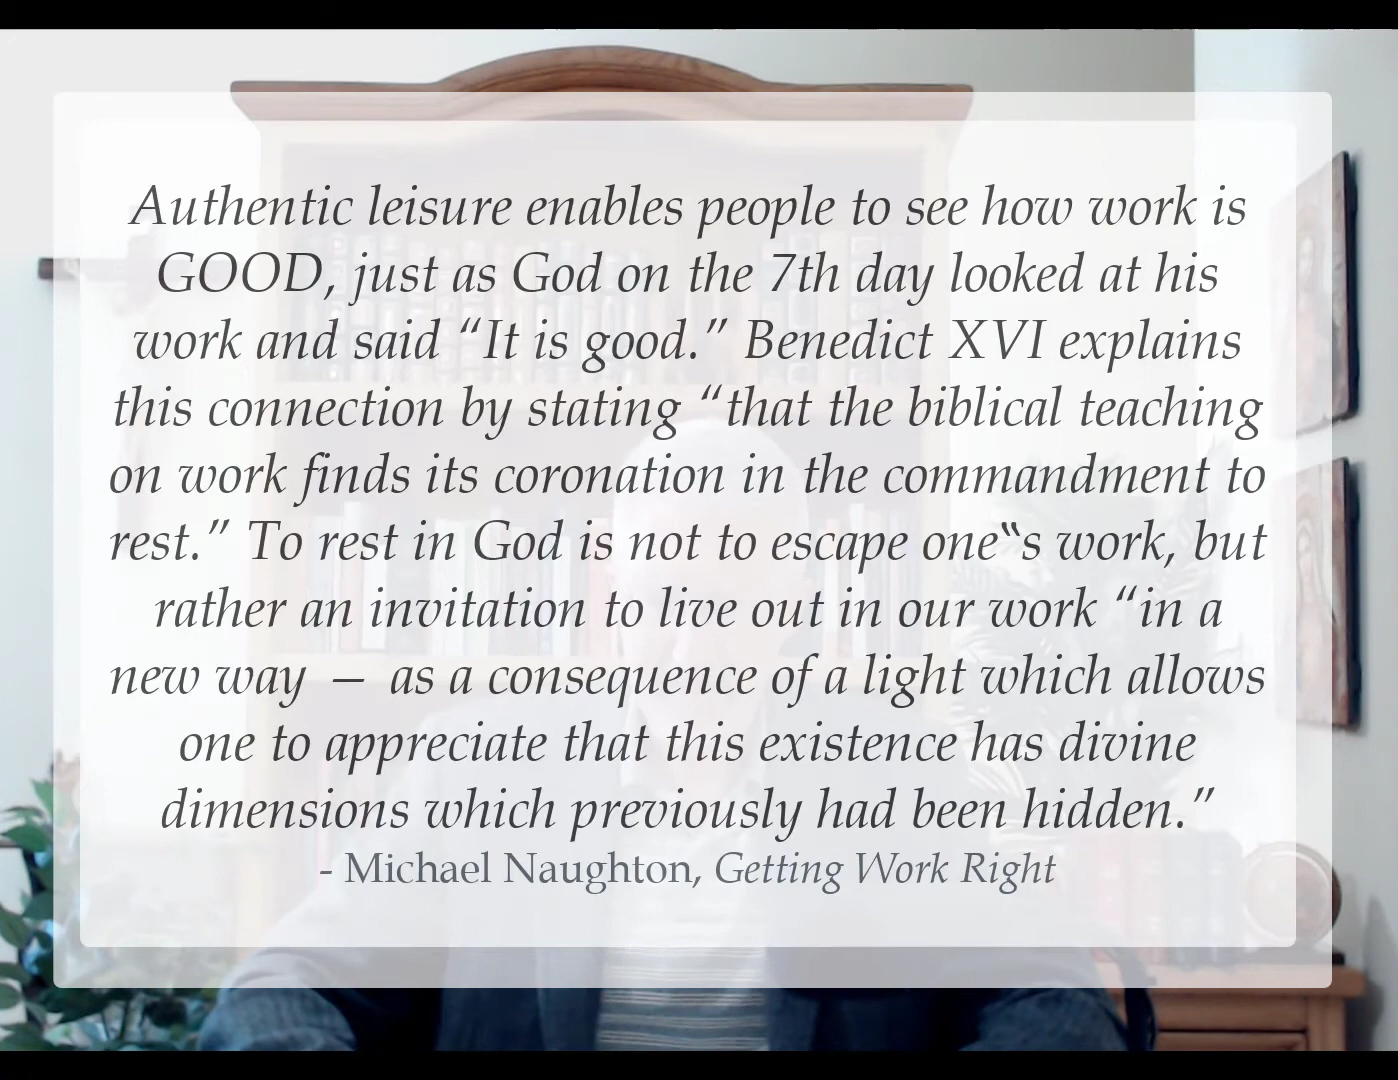 Authentic leisure enables people to see how work is
GOOD, just as God on the 7th day looked at his
work and said “It is good.” Benedict XVI explains
this connection by stating “that the biblical teaching
on work finds its coronation in the commandment to
rest.” To rest in God is not to escape one‟s work, but
rather an invitation to live out in our work “in a
new way – as a consequence of a light which allows
one to appreciate that this existence has divine
dimensions which previously had been hidden.”
- Michael Naughton, Getting Work Right